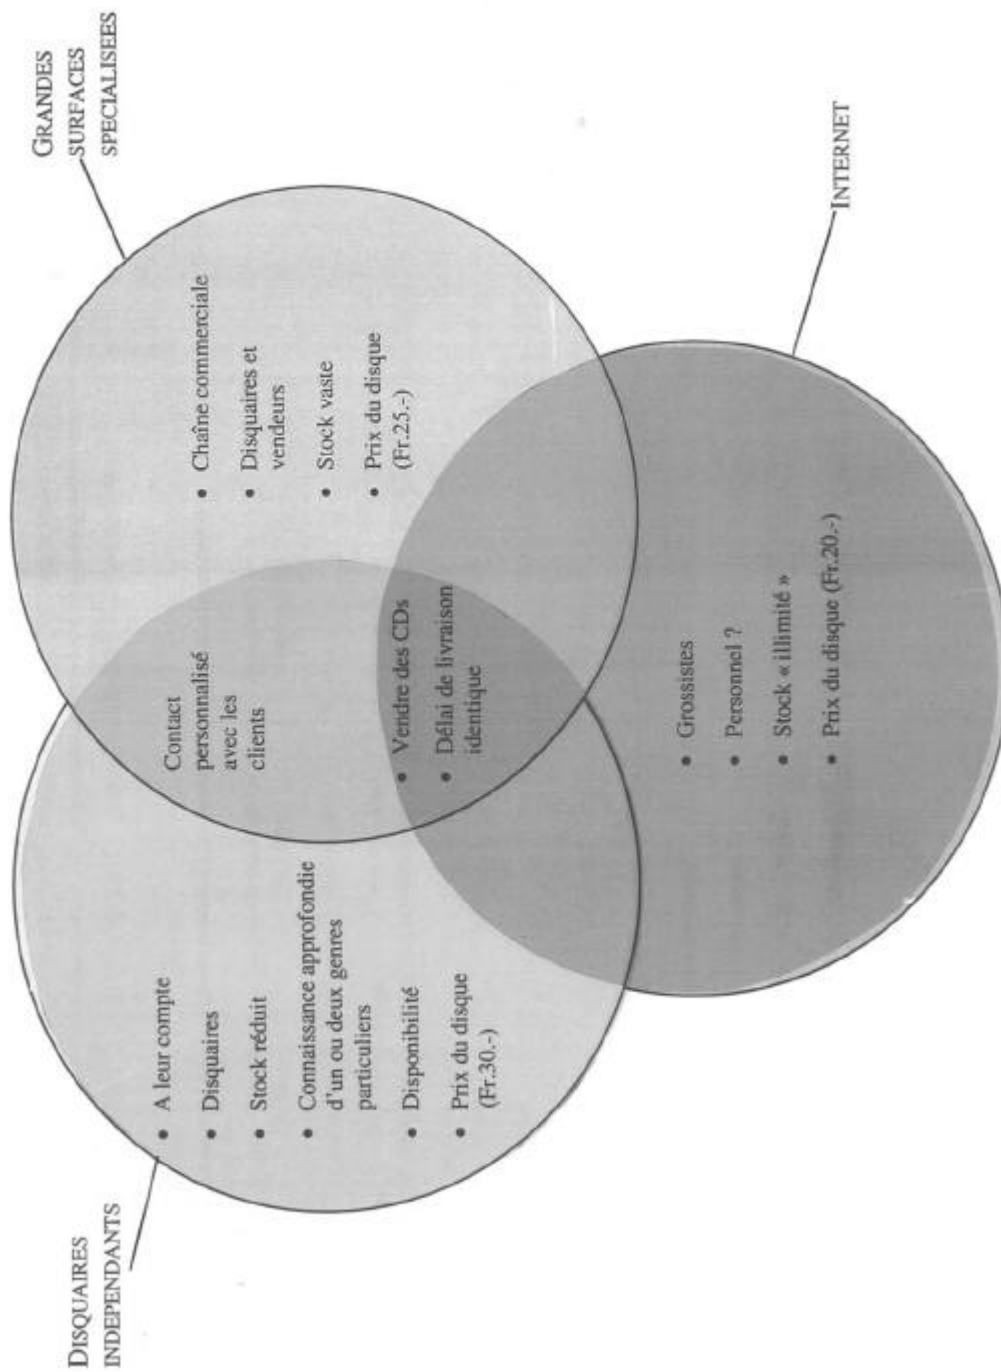 DISQUAIRES
INDEPENDANTS
GRANDES
SURFACES
SPECIALISEES
• A leur compte
• Disquaires
• Stock réduit
• Connaissance approfondie
d'un ou deux genres
particuliers
• Disponibilité
• Prix du disque
(Fr.30.-)
Contact
personnalisé
avec les
clients
• Chaîne commerciale
• Disquaires et
vendeurs
• Stock vaste
• Prix du disque
(Fr.25.-)
• Vendre des CDs
• Délai de livraison
identique
• Grossistes
• Personnel ?
• Stock « illimité »
• Prix du disque (Fr.20.-)
INTERNET